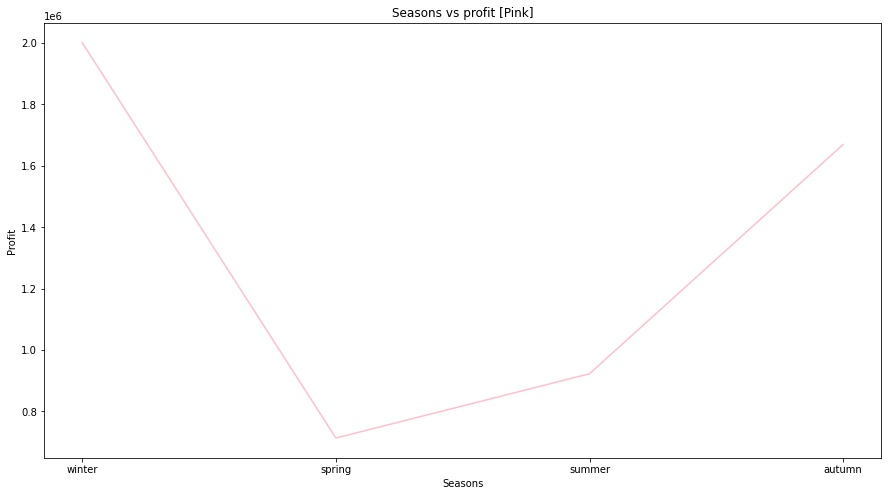 Seasons vs profit [Pink]
1e6
2.0
1.8
1.6
1.4
1.2
1.0
0.8
Profit
winter spring summer autumn
Seasons